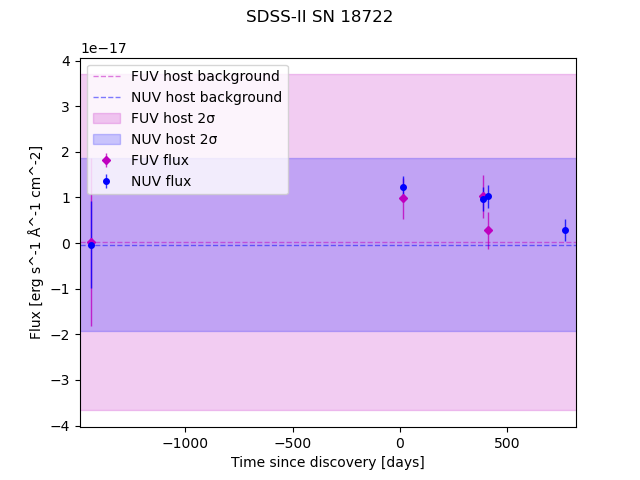 SDSS-II SN 18722
1e−17
FUV host background
NUV host background
FUV host 2σ
NUV host 2σ
FUV flux
NUV flux
4
3
2
1
0
−1
−2
−3
−4
Flux [erg s^-1 Å^-1 cm^-2]
−1000
−500
0
500
Time since discovery [days]